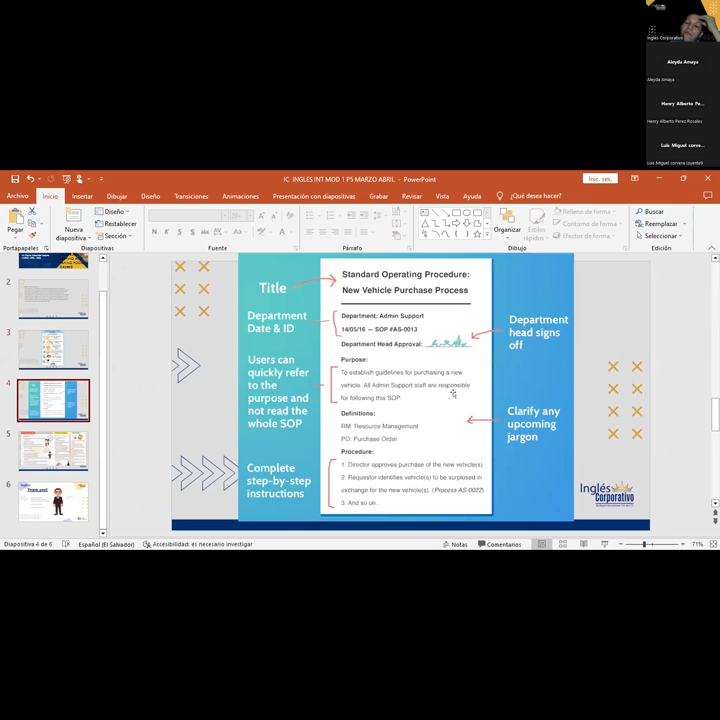 Inglés Corporativo
Aleyda Amaya
Aleyda Amaya
Henry Alberto Pe...
Henry Alberto Perez Rosales
Luis Miguel corve...
Luis Miguel corvera (oyente)
IC INGLES INT MOD 1 P5 MARZO ABRIL - PowerPoint
Inic. ses.
Archivo Inicio Insertar Dibujar Diseño Transiciones Animaciones Presentación con diapositivas Grabar Revisar Vista Ayuda ¿Qué desea hacer?
Pegar
Nueva diapositiva
Diseño
Restablecer
Sección
Organizar
Estilos rápidos
Relleno de forma
Contorno de forma
Efectos de forma
Buscar
Reemplazar
Seleccionar
Portapapeles Diapositivas Fuente Párrafo Dibujo Edición
2
3
4
5
6
Thank you!
Title
Department
Date & ID
Users can
quickly refer
to the
purpose and
not read the
whole SOP
Complete
step-by-step
instructions
Standard Operating Procedure:
New Vehicle Purchase Process
Department: Admin Support
14/05/16 — SOP #AS-0013
Department Head Approval:
Purpose:
To establish guidelines for purchasing a new
vehicle. All Admin Support staff are responsible
for following this SOP.
Definitions:
RM: Resource Management
PO: Purchase Order
Procedure:
1. Director approves purchase of the new vehicle(s)
2. Requestor identifies vehicle(s) to be surplused in
exchange for the new vehicle(s). (Process AS-0022)
3. And so on..
Department
head signs
off
Clarify any
upcoming
jargon
Inglés
Corporativo
Diapositiva 4 de 6 Español (El Salvador) Accesibilidad: es necesario investigar Notas Comentarios 71%